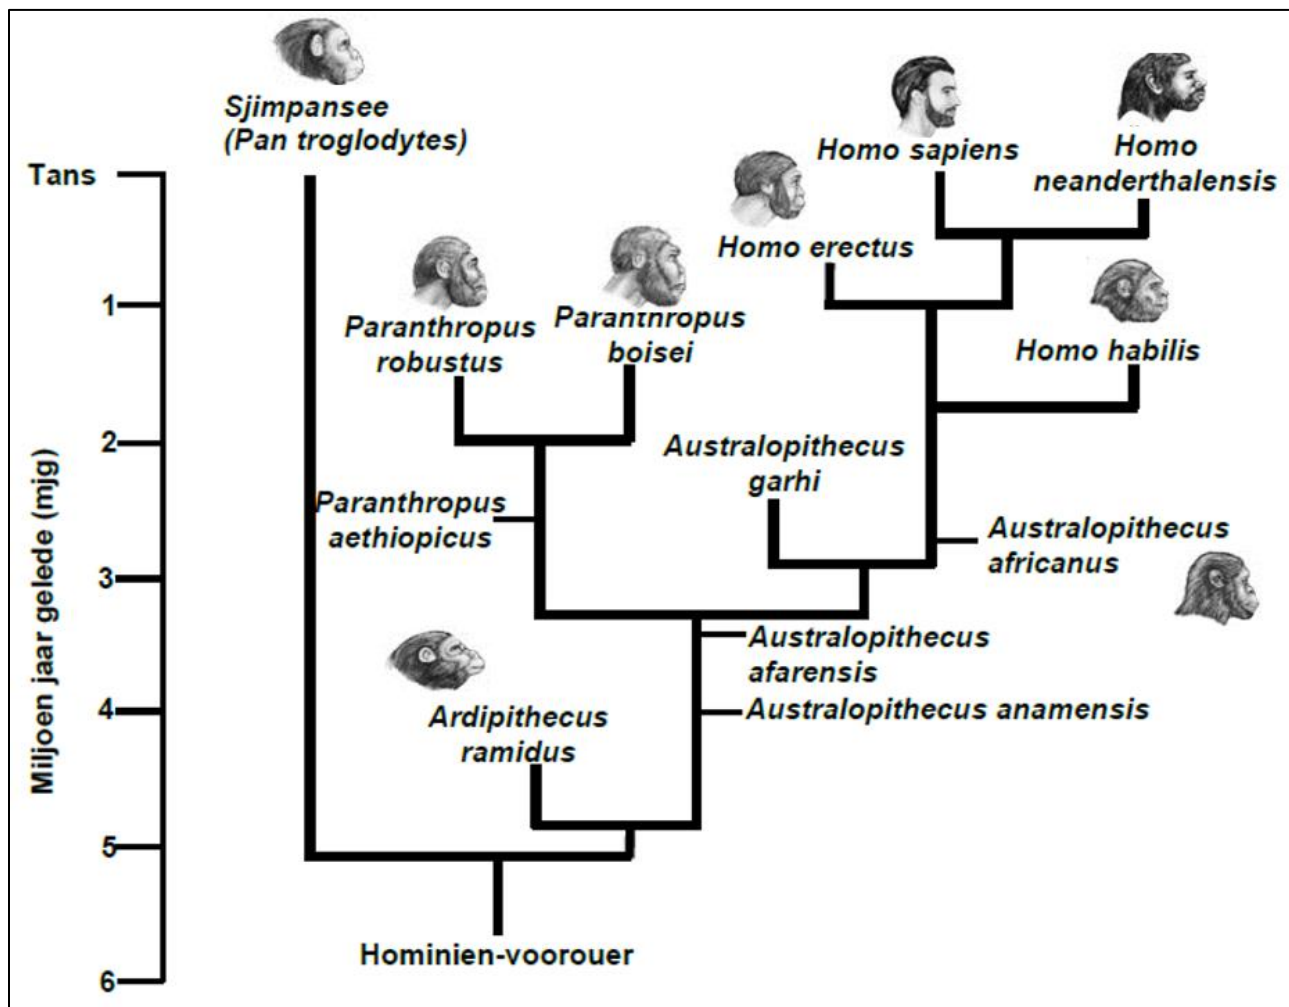 Sjimpansee
(Pan troglodytes)
Homo sapiens
Homo
neanderthalensis
Tans
Homo erectus
1
Paranthropus
robustus
Paranthropus
boisei
Homo habilis
2
Australopithecus
garhi
Paranthropus
aethiopicus
Australopithecus
africanus
3
Australopithecus
afarensis
4
Australopithecus anamensis
Ardipithecus
ramidus
Miljoen jaar gelede (mjg)
5
Hominien-voorouer
6